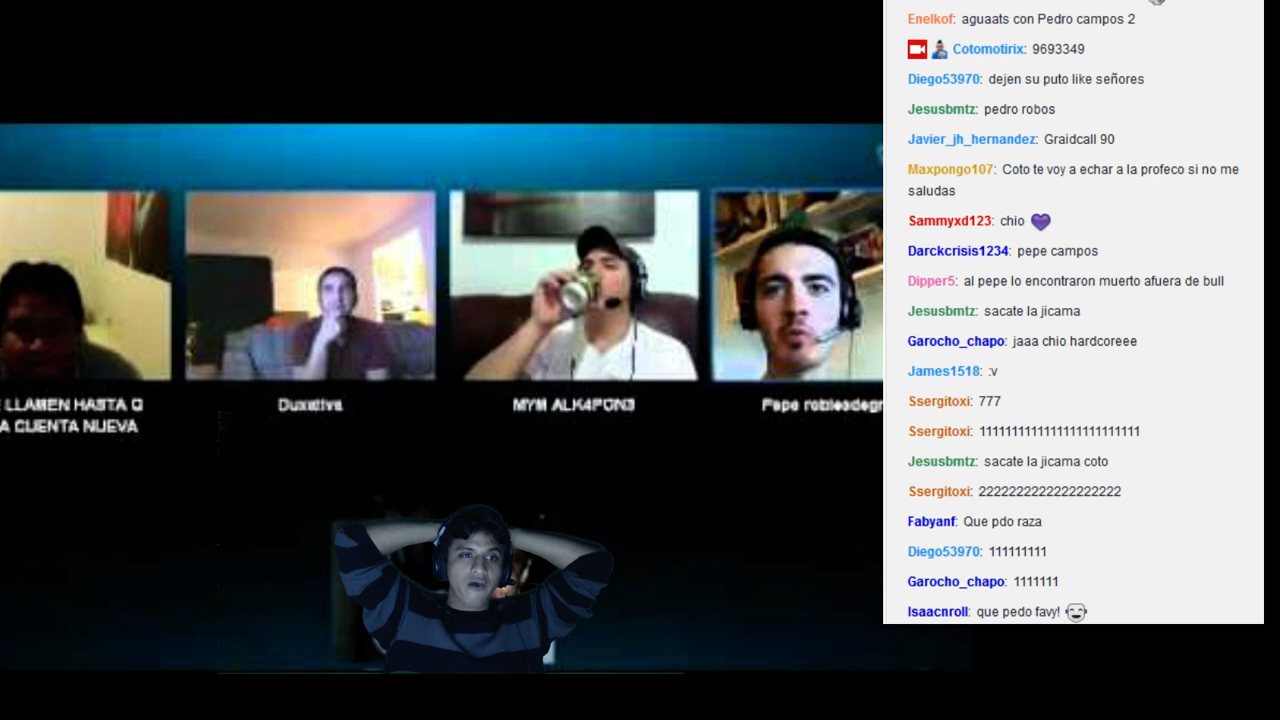 LLAMEN HASTA Q
A CUENTA NUEVA
Duxativa
MYM ALK4PON3
Pepe roblesdegr
Enelkof: aguaats con Pedro campos 2
Cotomotirix: 9693349
Diego53970: dejen su puto like señores
Jesusbmtz: pedro robos
Javier_jh_hernandez: Graidcall 90
Maxpongo107: Coto te voy a echar a la profeco si no me
saludas
Sammyxd123: chio 💜
Darckcrisis1234: pepe campos
Dipper5: al pepe lo encontraron muerto afuera de bull
Jesusbmtz: sacate la jicama
Garocho_chapo: jaaa chio hardcoreee
James1518: :v
Ssergitoxi: 777
Ssergitoxi: 1111111111111111111111111
Jesusbmtz: sacate la jicama coto
Ssergitoxi: 2222222222222222222
Fabyanf: Que pdo raza
Diego53970: 111111111
Garocho_chapo: 1111111
Isaacnroll: que pedo favy!